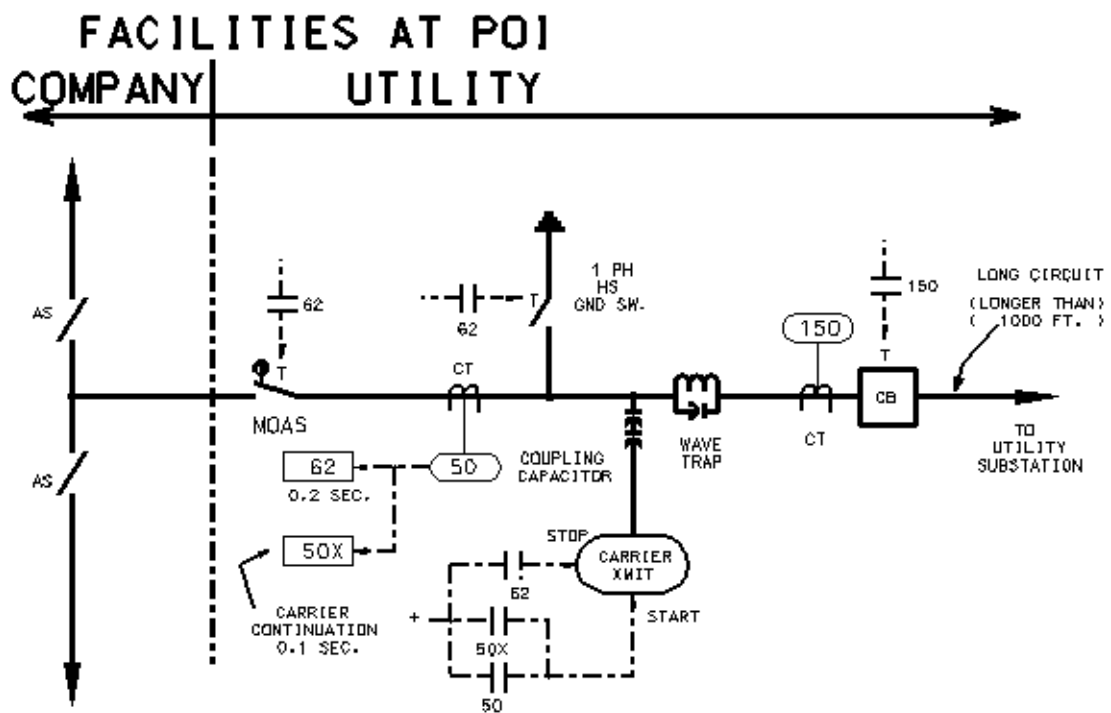 FACILITIES AT POI
COMPANY
UTILITY
AS
62
T
MOAS
CT
62
T
1 PH
HS
GND SW.
150
150
T
CB
CT
LONG CIRCUIT
(LONGER THAN)
( 1000 FT. )
TO
UTILITY
SUBSTATION
WAVE
TRAP
AS
62
0.2 SEC.
50
COUPLING
CAPACITOR
50X
CARRIER
CONTINUATION
0.1 SEC.
STOP
CARRIER
XMIT
START
62
+
50X
50